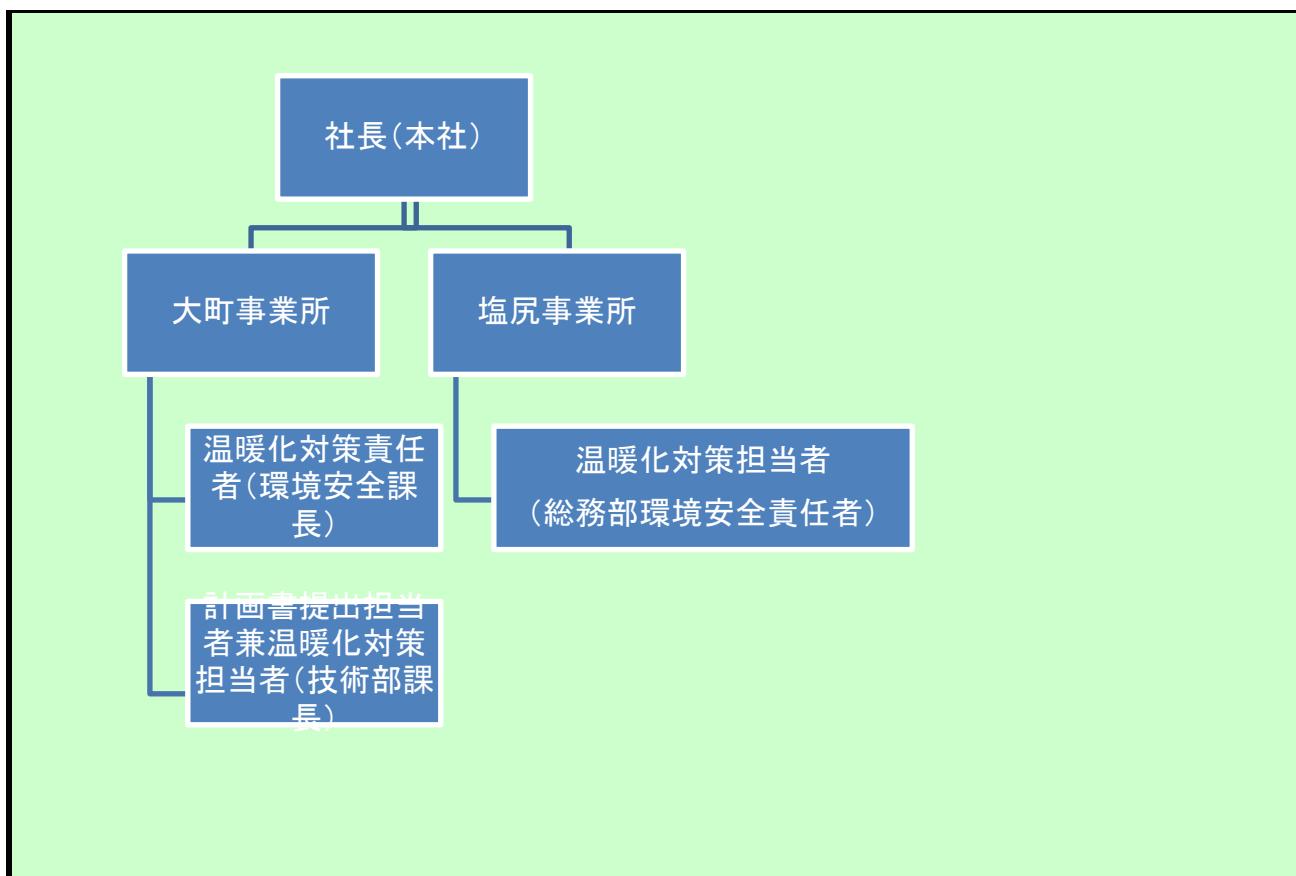 社長（本社）
大町事業所
塩尻事業所
温暖化対策責任
者（環境安全課
長）
温暖化対策担当者
（総務部環境安全責任者）
計画書提出担当
者兼温暖化対策
担当者（技術部課
長）